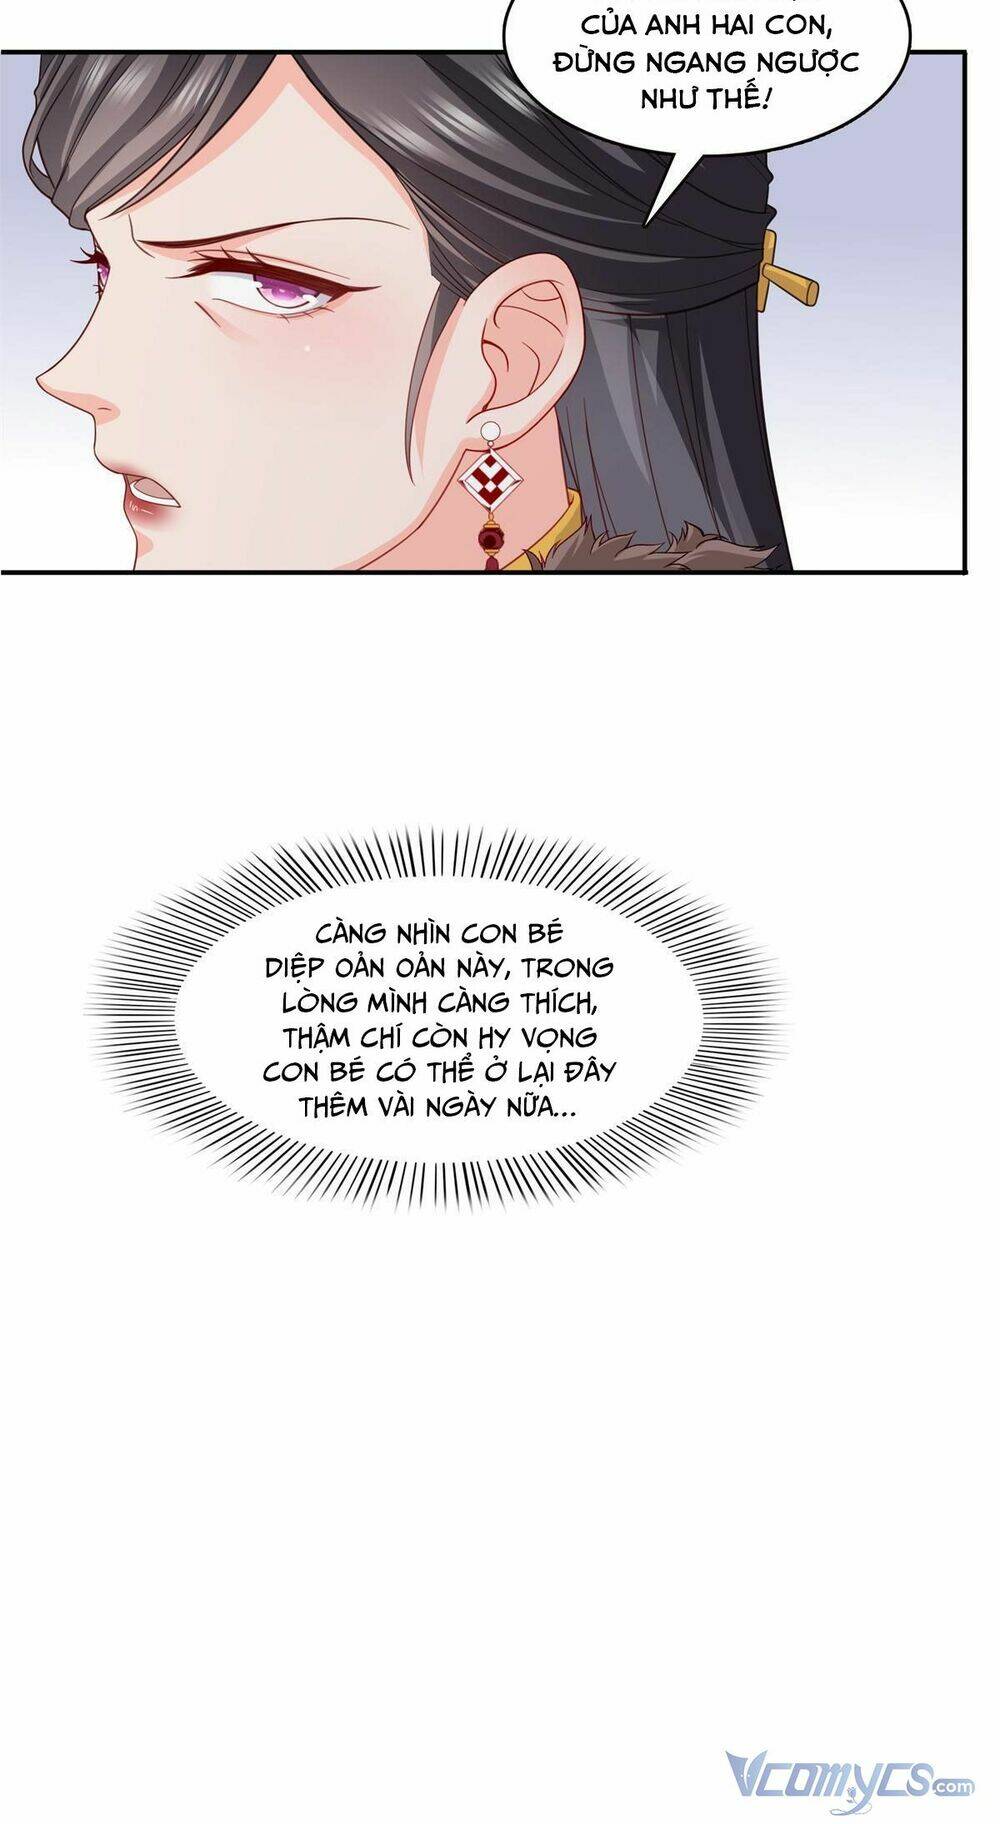 CỦA ANH HAI CON,
ĐỪNG NGANG NGƯỢC
NHƯ THẾ!
CÀNG NHÌN CON BÉ
DIỆP OẢN OẢN NÀY, TRONG
LÒNG MÌNH CÀNG THÍCH,
THẬM CHÍ CÒN HY VỌNG
CON BÉ CÓ THỂ Ở LẠI ĐÂY
THÊM VÀI NGÀY NỮA...
VCOMYCS.com